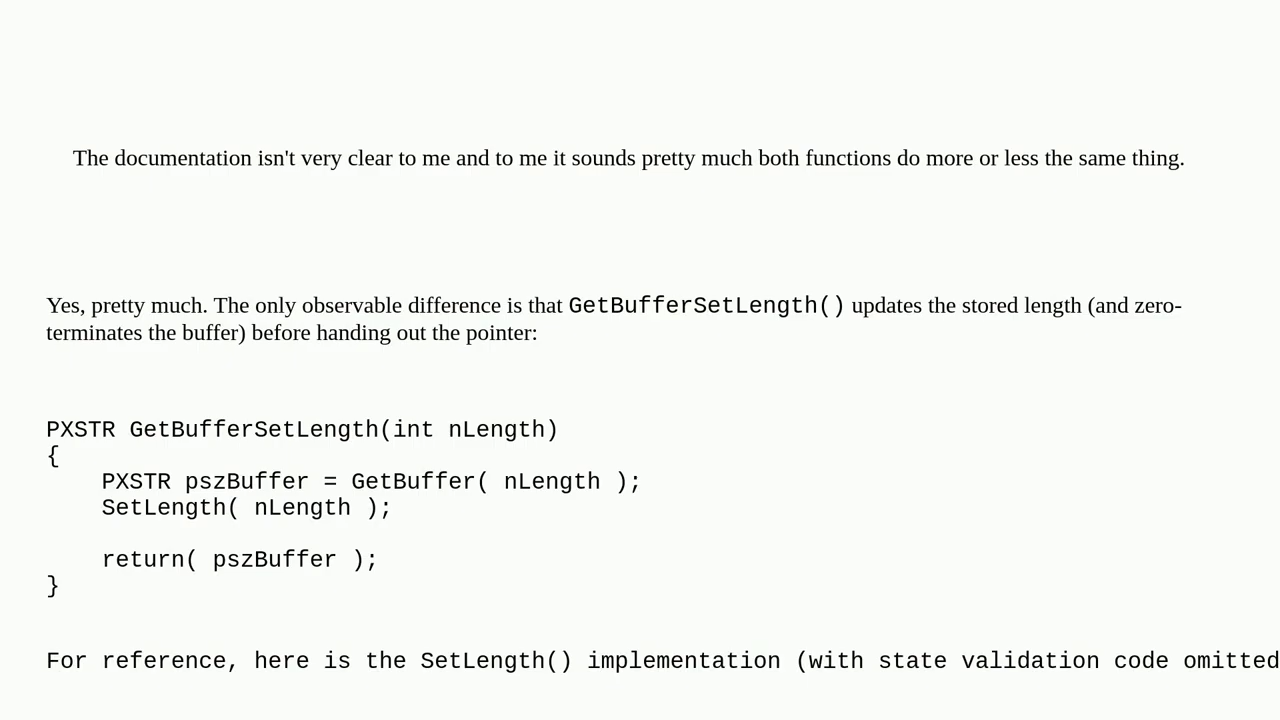 The documentation isn't very clear to me and to me it sounds pretty much both functions do more or less the same thing.
Yes, pretty much. The only observable difference is that GetBufferSetLength() updates the stored length (and zero-
terminates the buffer) before handing out the pointer:
PXSTR GetBufferSetLength(int nLength)
{
    PXSTR pszBuffer = GetBuffer( nLength );
    SetLength( nLength );
    return( pszBuffer );
}
For reference, here is the SetLength() implementation (with state validation code omitted